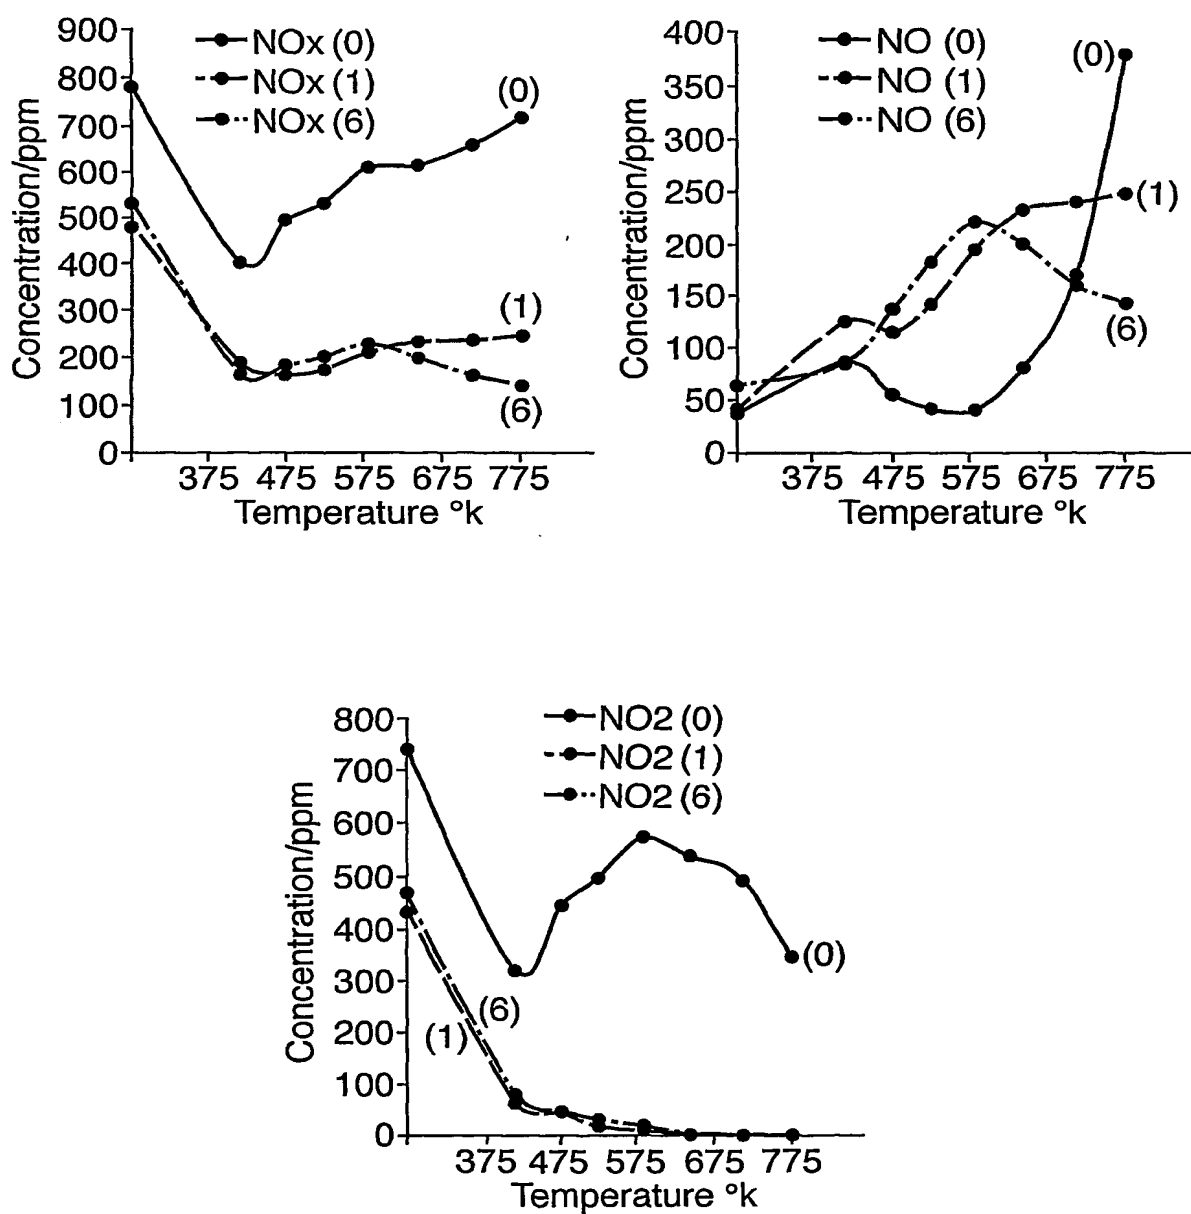 NOx (0)
NOx (1)
NOx (6)
900
800
700
600
500
400
300
200
100
0
Concentration/ppm
(0)
(1)
(6)
375 475 575 675 775
Temperature °k
NO (0)
NO (1)
NO (6)
400
350
300
250
200
150
100
50
0
Concentration/ppm
(0)
(1)
(6)
375 475 575 675 775
Temperature °k
NO2 (0)
NO2 (1)
NO2 (6)
800
700
600
500
400
300
200
100
0
Concentration/ppm
(0)
(6)
(1)
375 475 575 675 775
Temperature °k